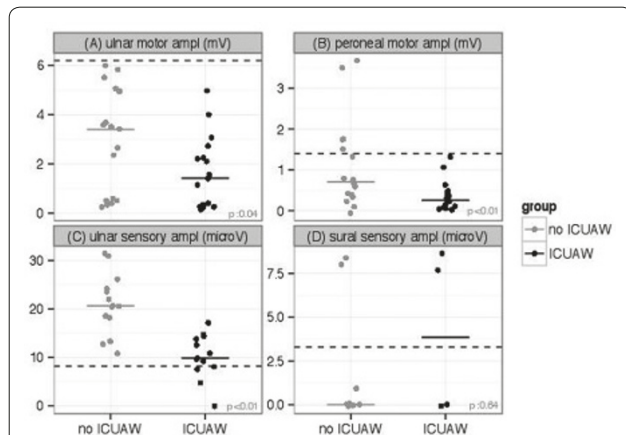 (A) ulnar motor ampl (mV)
6
4
2
0
p :0.04
(B) peroneal motor ampl (mV)
3
2
1
0
p <0.01
(C) ulnar sensory ampl (microV)
30
20
10
0
p <0.01
no ICUAW
ICUAW
(D) sural sensory ampl (microV)
7.5
5.0
2.5
0.0
p :0.64
no ICUAW
ICUAW
group
no ICUAW
ICUAW